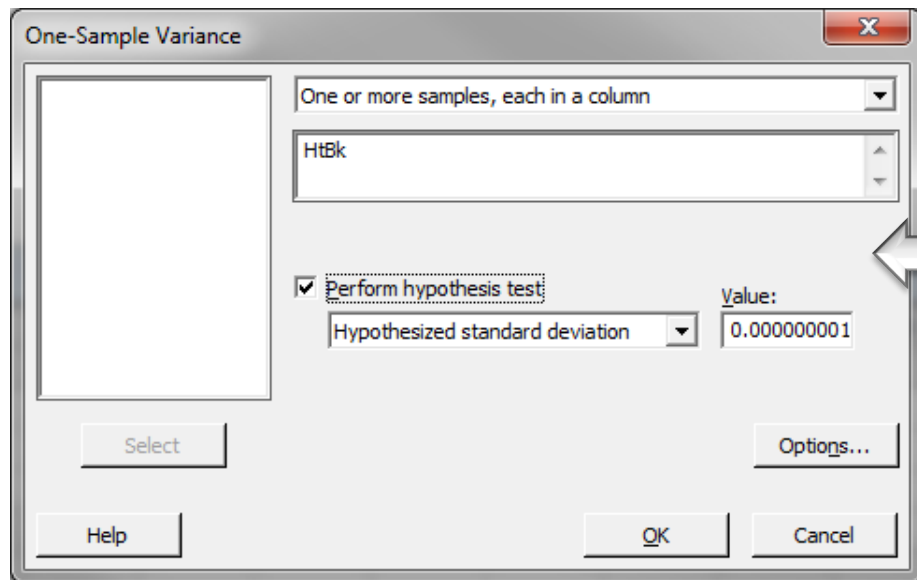 One-Sample Variance
One or more samples, each in a column
HtBk
Perform hypothesis test
Value:
Hypothesized standard deviation
0.000000001
Select
Options...
Help
OK
Cancel